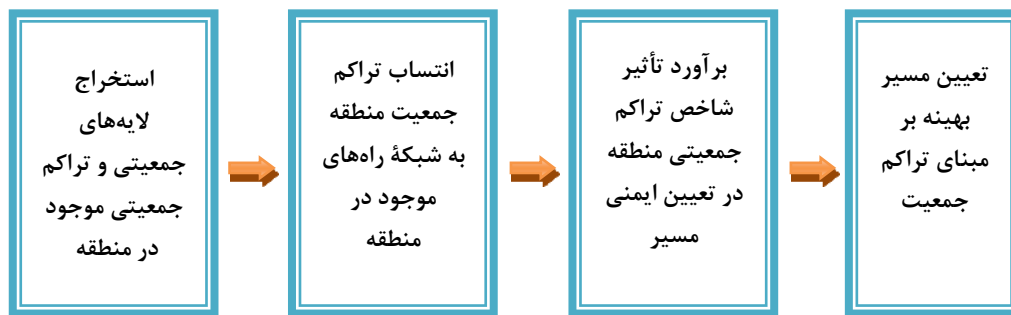 استخراج
لایه‌های
جمعیتی و تراکم
جمعیتی موجود
در منطقه
انتساب تراکم
جمعیت منطقه
به شبکهٔ راه‌های
موجود در
منطقه
برآورد تأثیر
شاخص تراکم
جمعیتی منطقه
در تعیین ایمنی
مسیر
تعیین مسیر
بهینه بر
مبنای تراکم
جمعیت